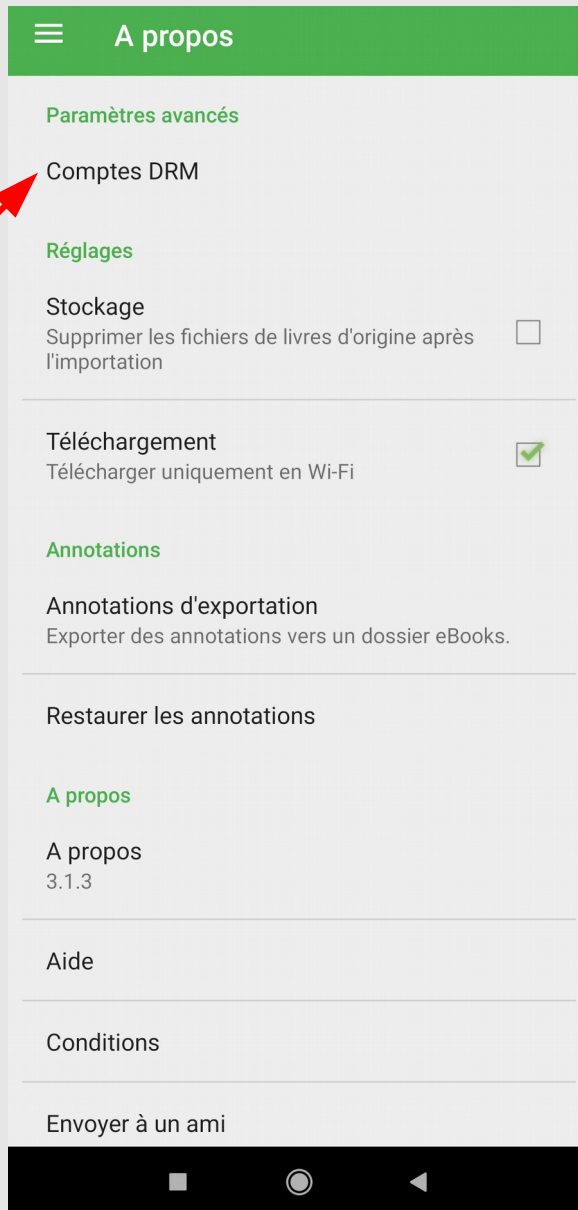 A propos
Paramètres avancés
Comptes DRM
Réglages
Stockage
Supprimer les fichiers de livres d'origine après
l'importation
Téléchargement
Télécharger uniquement en Wi-Fi
Annotations
Annotations d'exportation
Exporter des annotations vers un dossier eBooks.
Restaurer les annotations
A propos
A propos
3.1.3
Aide
Conditions
Envoyer à un ami